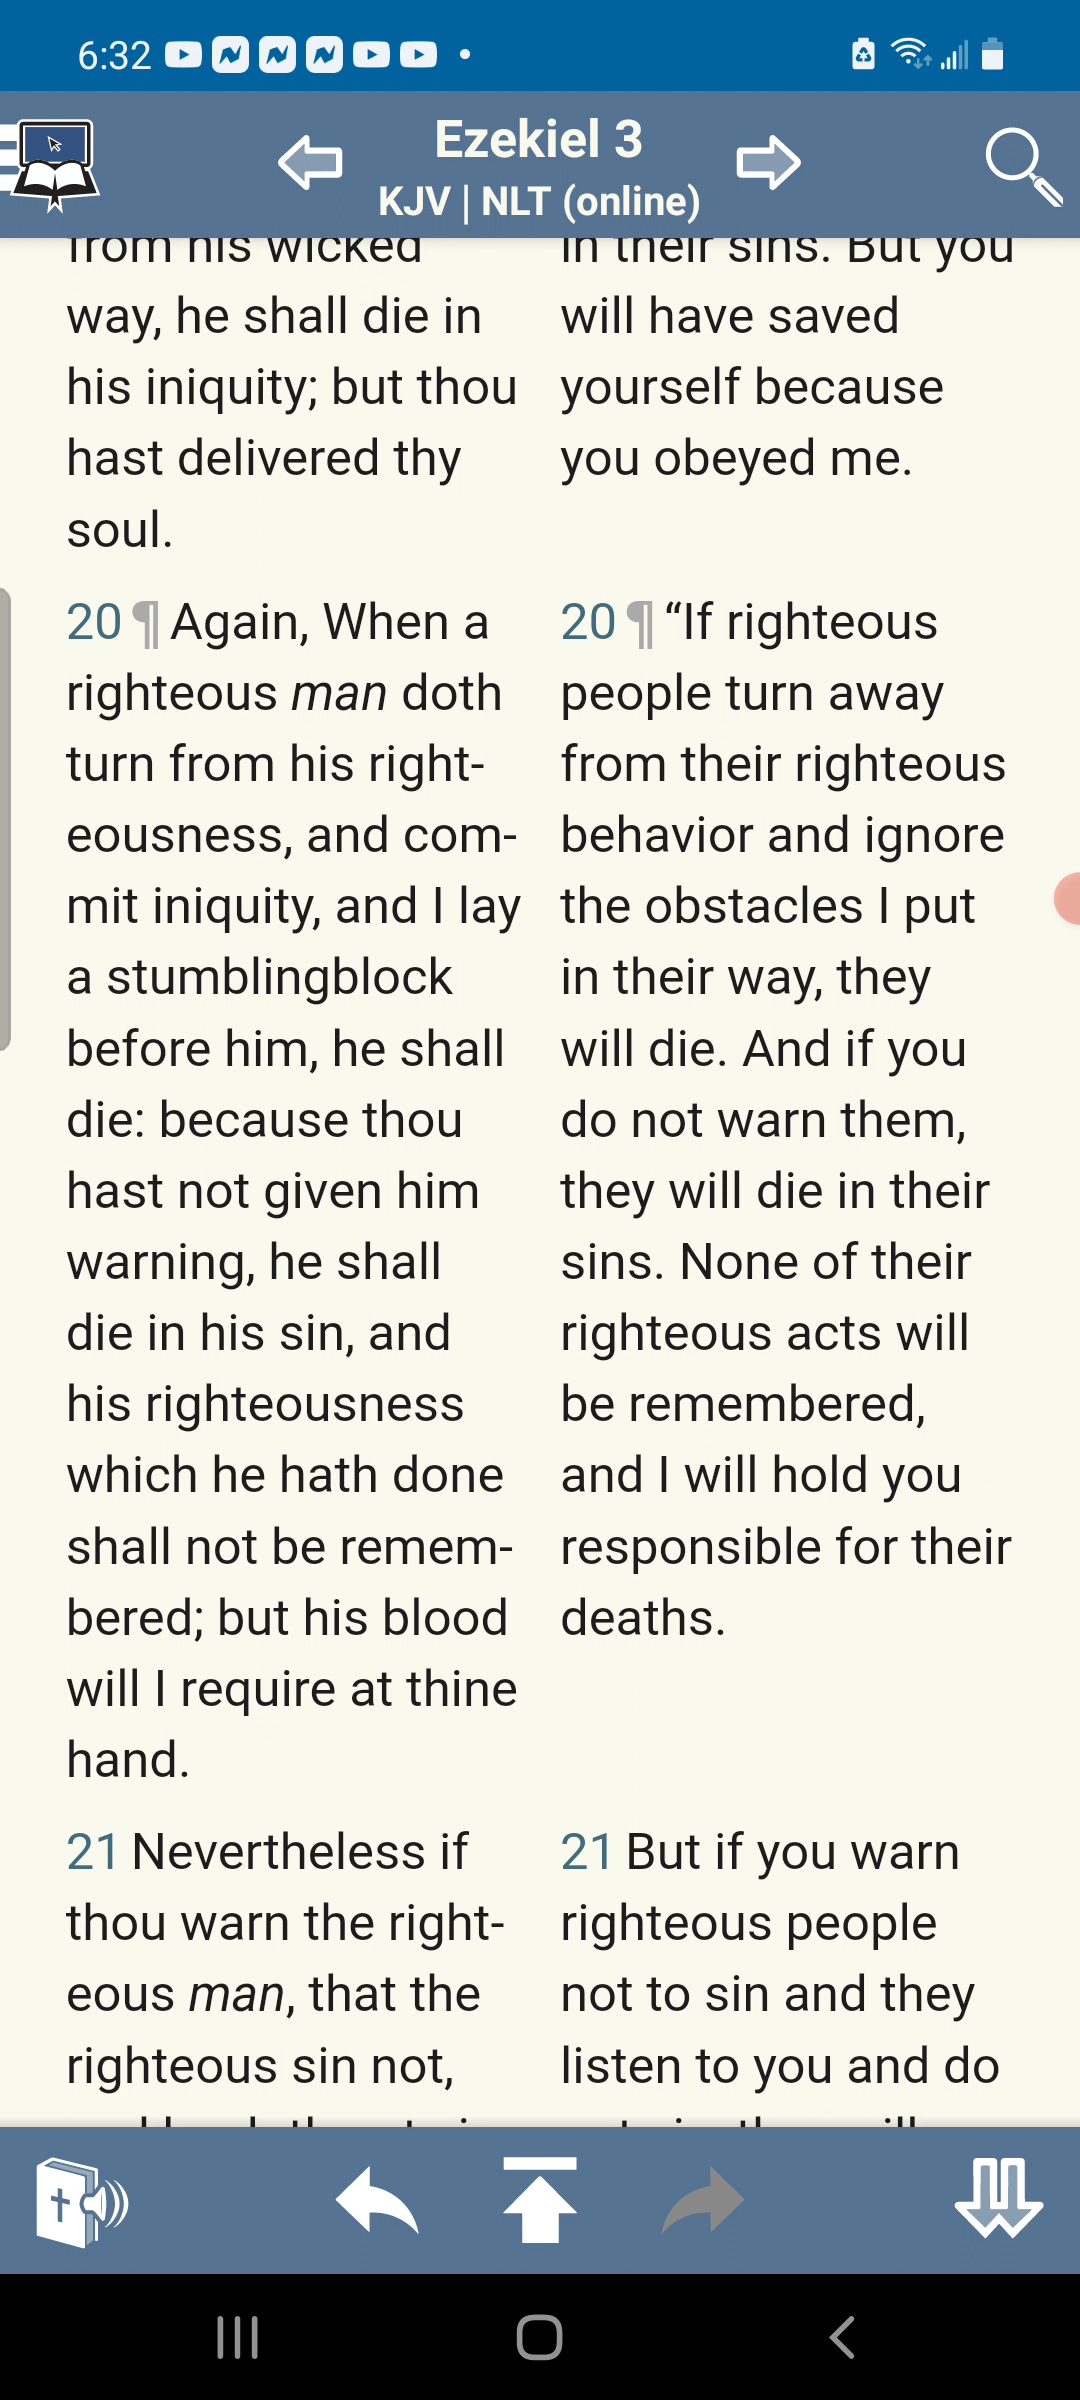 6:32
Ezekiel 3
KJV | NLT (online)
from his wicked
way, he shall die in
his iniquity; but thou
hast delivered thy
soul.
20 ¶ Again, When a
righteous man doth
turn from his right-
eousness, and com-
mit iniquity, and I lay
a stumblingblock
before him, he shall
die: because thou
hast not given him
warning, he shall
die in his sin, and
his righteousness
which he hath done
shall not be remem-
bered; but his blood
will I require at thine
hand.
21 Nevertheless if
thou warn the right-
eous man, that the
righteous sin not,
in their sins. But you
will have saved
yourself because
you obeyed me.
20 ¶ “If righteous
people turn away
from their righteous
behavior and ignore
the obstacles I put
in their way, they
will die. And if you
do not warn them,
they will die in their
sins. None of their
righteous acts will
be remembered,
and I will hold you
responsible for their
deaths.
21 But if you warn
righteous people
not to sin and they
listen to you and do